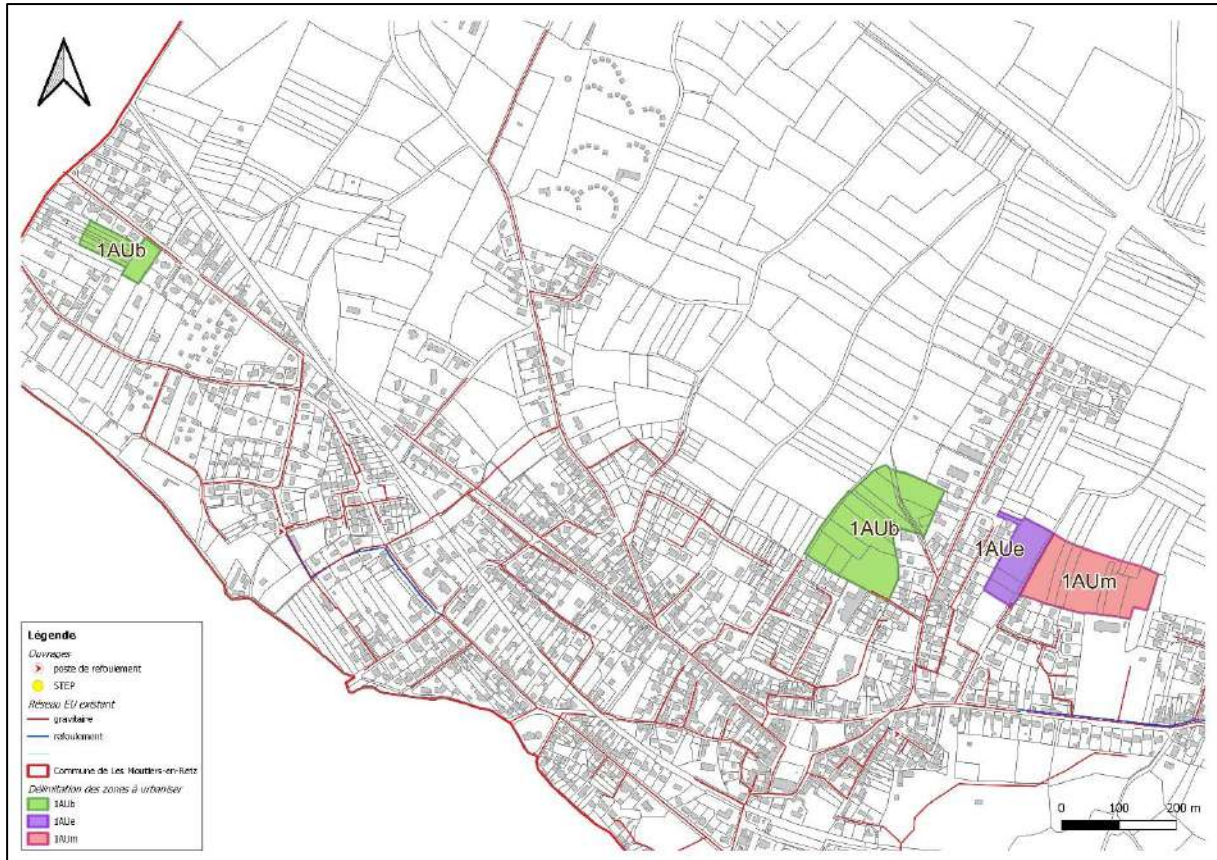 1AUb
1AUb
1AUe
1AUm
Légende
Ouvrages
poste de refoulement
STEP
Réseau EU existant
gravitaire
refoulement
Commune de Les Moutiers-en-Retz
Délimitation des zones à urbaniser
1AUb
1AUe
1AUm
0 100 200 m